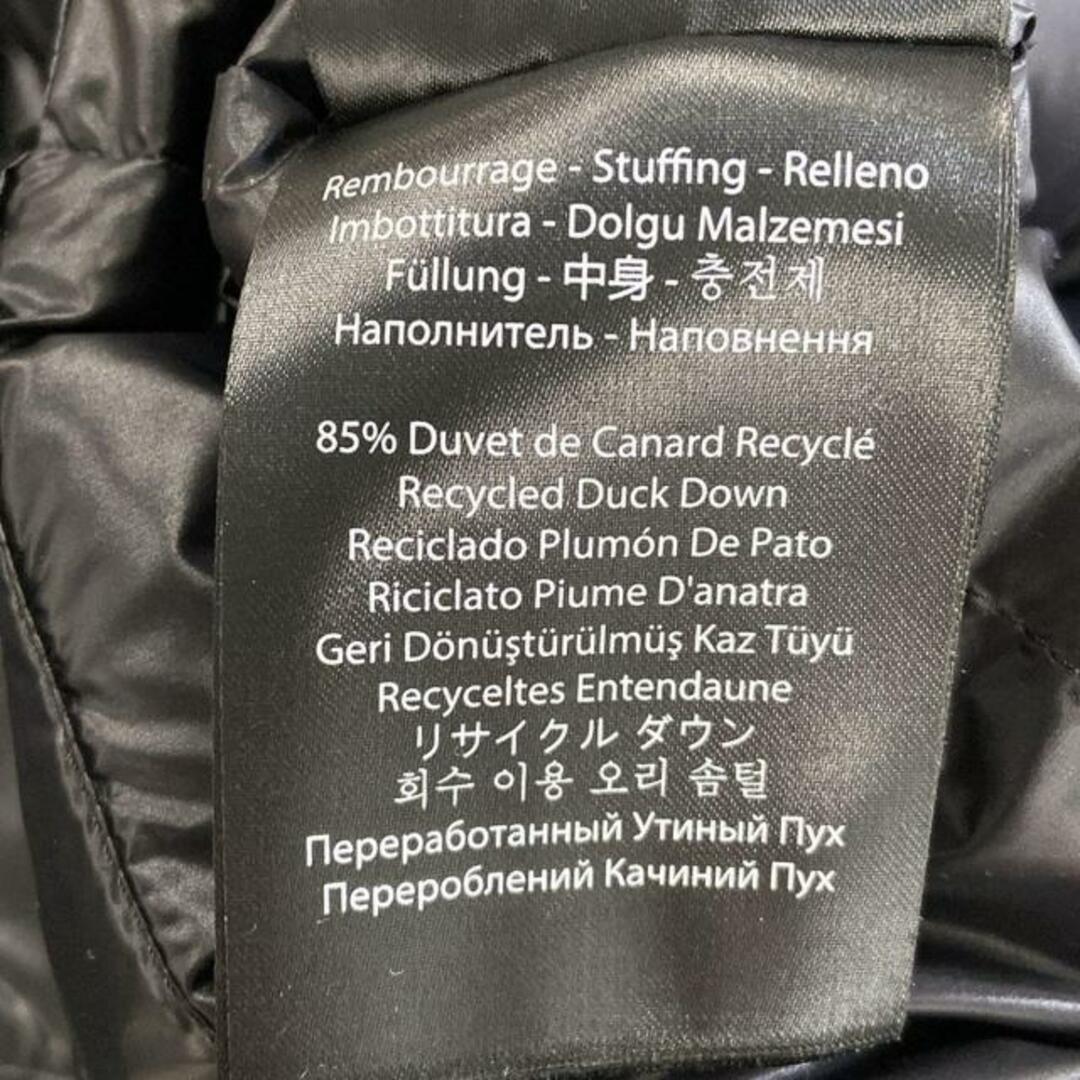 Rembourrage - Stuffing - Relleno
Imbottitura - Dolgu Malzemesi
Füllung - 中身 - 충전제
Наполнитель - Наповнення
85% Duvet de Canard Recyclé
Recycled Duck Down
Reciclado Plumón De Pato
Riciclato Piume D'anatra
Geri Dönüştürülmüş Kaz Tüyü
Recyceltes Entendaune
リサイクル ダウン
회수 이용 오리 솜털
Переработанный Утиный Пух
Перероблений Качиний Пух